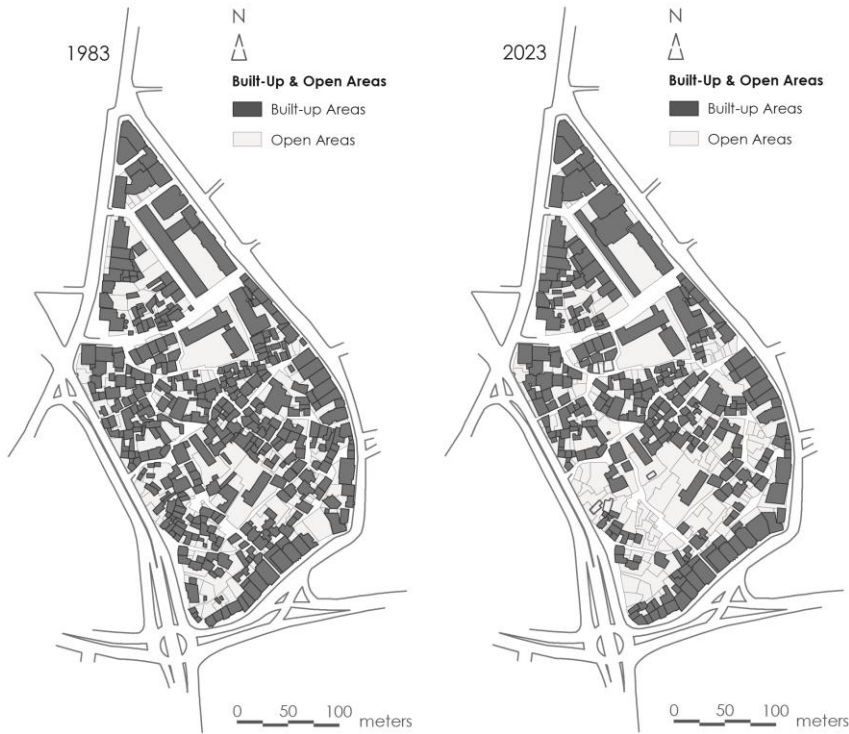 N
1983
Built-Up & Open Areas
Built-up Areas
Open Areas
0 50 100 meters
N
2023
Built-Up & Open Areas
Built-up Areas
Open Areas
0 50 100 meters